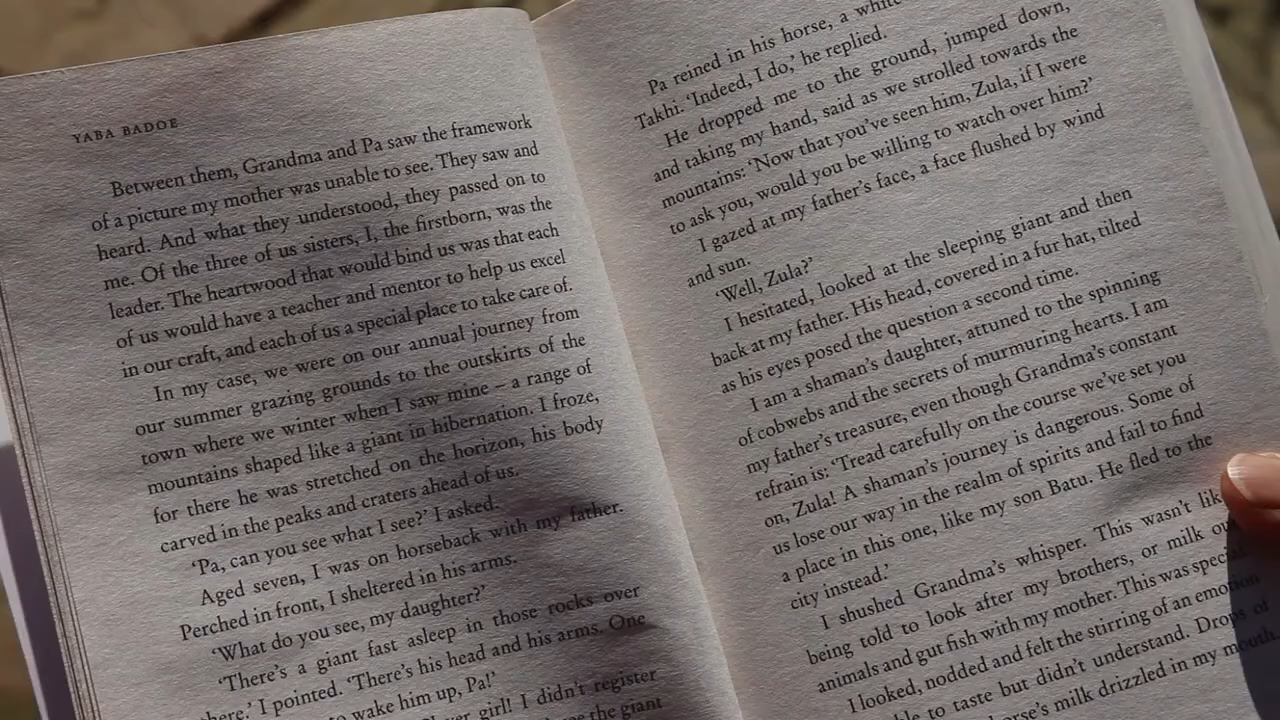 YABA BADOE
Between them, Grandma and Pa saw the framework
of a picture my mother was unable to see. They saw and
heard. And what they understood, they passed on to
me. Of the three of us sisters, I, the firstborn, was the
leader. The heartwood that would bind us was that each
of us would have a teacher and mentor to help us excel
in our craft, and each of us a special place to take care of.
In my case, we were on our annual journey from
our summer grazing grounds to the outskirts of the
town where we winter when I saw mine – a range of
mountains shaped like a giant in hibernation. I froze,
for there he was stretched on the horizon, his body
carved in the peaks and craters ahead of us.
‘Pa, can you see what I see?’ I asked.
Aged seven, I was on horseback with my father.
Perched in front, I sheltered in his arms.
‘What do you see, my daughter?’
‘There’s a giant fast asleep in those rocks over
here.’ I pointed. ‘There’s his head and his arms. One
wake him up, Pa!’
girl! I didn’t register
the giant
Pa reined in his horse, a white
Takhi. ‘Indeed, I do,’ he replied.
He dropped me to the ground, jumped down,
and taking my hand, said as we strolled towards the
mountains: ‘Now that you’ve seen him, Zula, if I were
to ask you, would you be willing to watch over him?’
I gazed at my father’s face, a face flushed by wind
and sun.
‘Well, Zula?’
I hesitated, looked at the sleeping giant and then
back at my father. His head, covered in a fur hat, tilted
as his eyes posed the question a second time.
I am a shaman’s daughter, attuned to the spinning
of cobwebs and the secrets of murmuring hearts. I am
my father’s treasure, even though Grandma’s constant
refrain is: ‘Tread carefully on the course we’ve set you
on, Zula! A shaman’s journey is dangerous. Some of
us lose our way in the realm of spirits and fail to find
a place in this one, like my son Batu. He fled to the
city instead.’
I shushed Grandma’s whisper. This wasn’t lik
being told to look after my brothers, or milk ou
animals and gut fish with my mother. This was special
I looked, nodded and felt the stirring of an emotion
to taste but didn’t understand. Drops
horse’s milk drizzled in my mouth